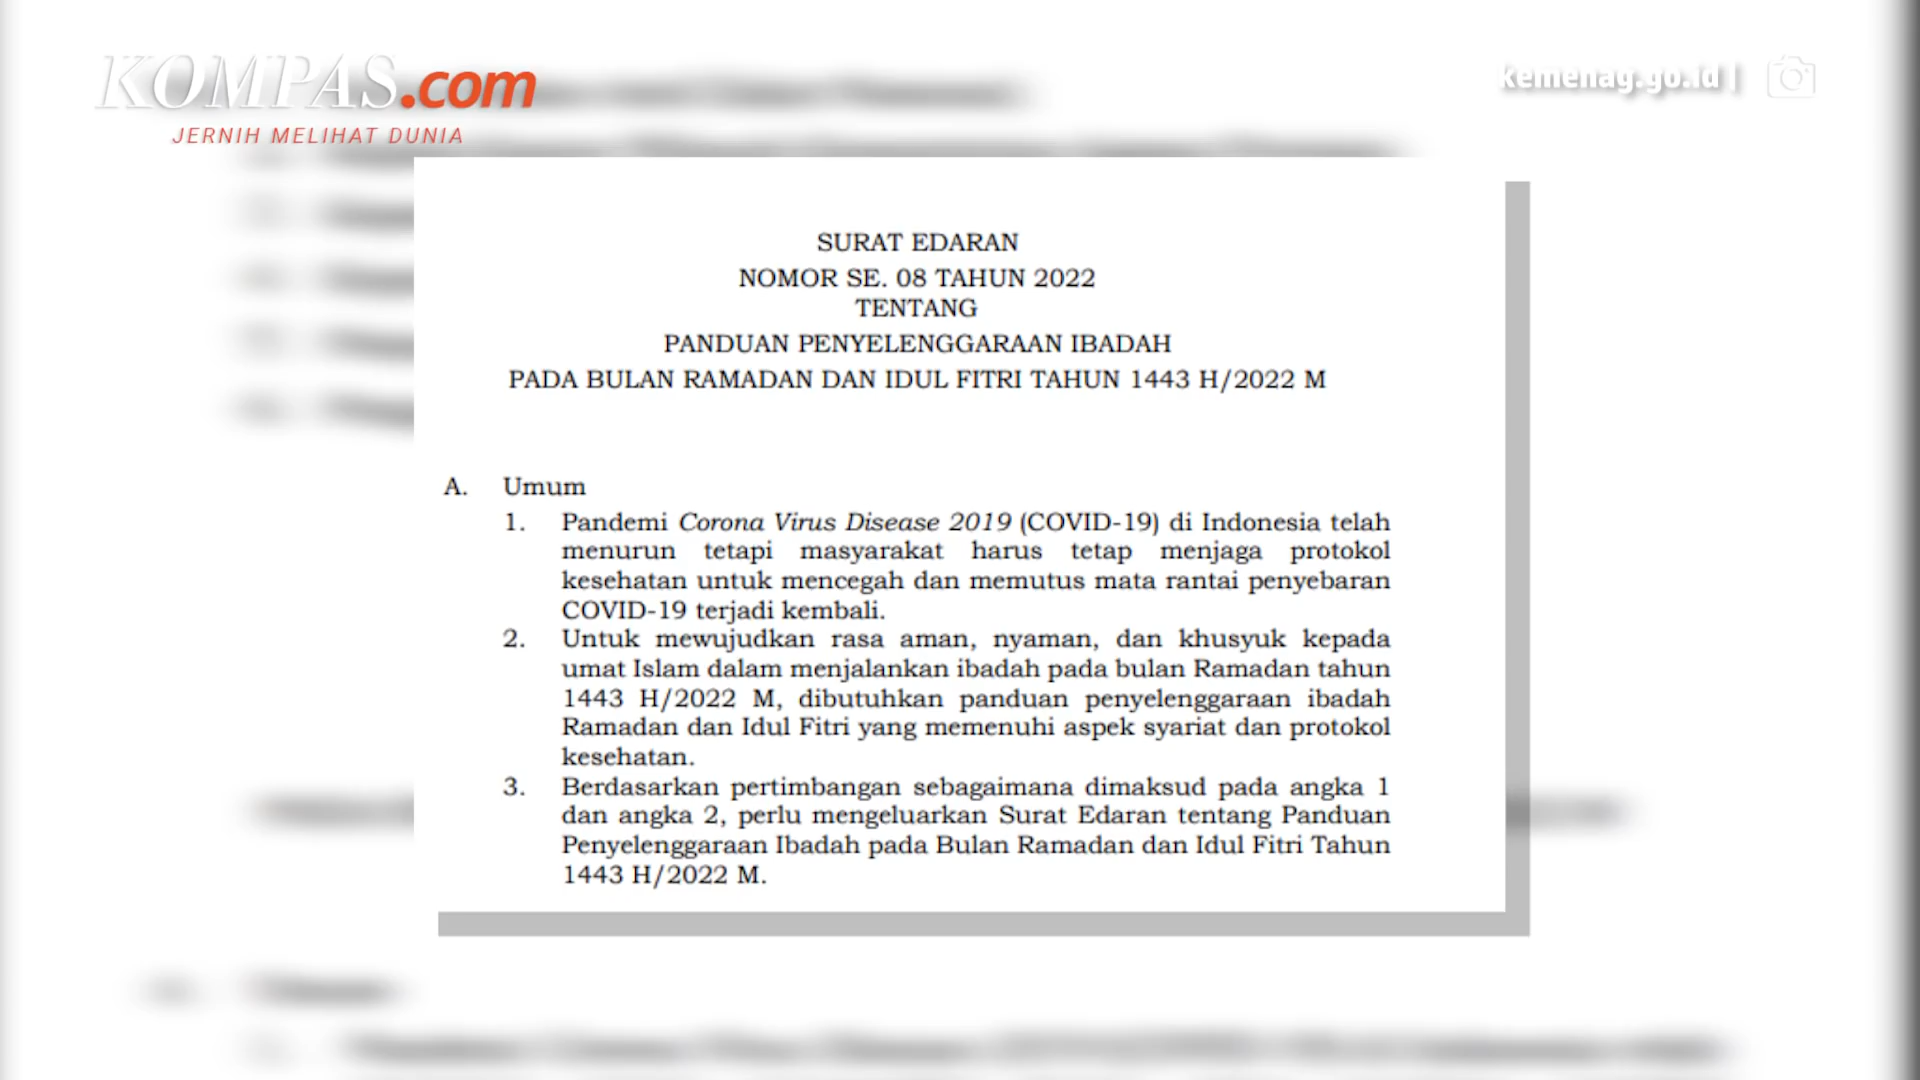 KOMPAS.com
JERNIH MELIHAT DUNIA
kemenag.go.id |
SURAT EDARAN
NOMOR SE. 08 TAHUN 2022
TENTANG
PANDUAN PENYELENGGARAAN IBADAH
PADA BULAN RAMADAN DAN IDUL FITRI TAHUN 1443 H/2022 M
A. Umum
1. Pandemi Corona Virus Disease 2019 (COVID-19) di Indonesia telah
menurun tetapi masyarakat harus tetap menjaga protokol
kesehatan untuk mencegah dan memutus mata rantai penyebaran
COVID-19 terjadi kembali.
2. Untuk mewujudkan rasa aman, nyaman, dan khusyuk kepada
umat Islam dalam menjalankan ibadah pada bulan Ramadan tahun
1443 H/2022 M, dibutuhkan panduan penyelenggaraan ibadah
Ramadan dan Idul Fitri yang memenuhi aspek syariat dan protokol
kesehatan.
3. Berdasarkan pertimbangan sebagaimana dimaksud pada angka 1
dan angka 2, perlu mengeluarkan Surat Edaran tentang Panduan
Penyelenggaraan Ibadah pada Bulan Ramadan dan Idul Fitri Tahun
1443 H/2022 M.